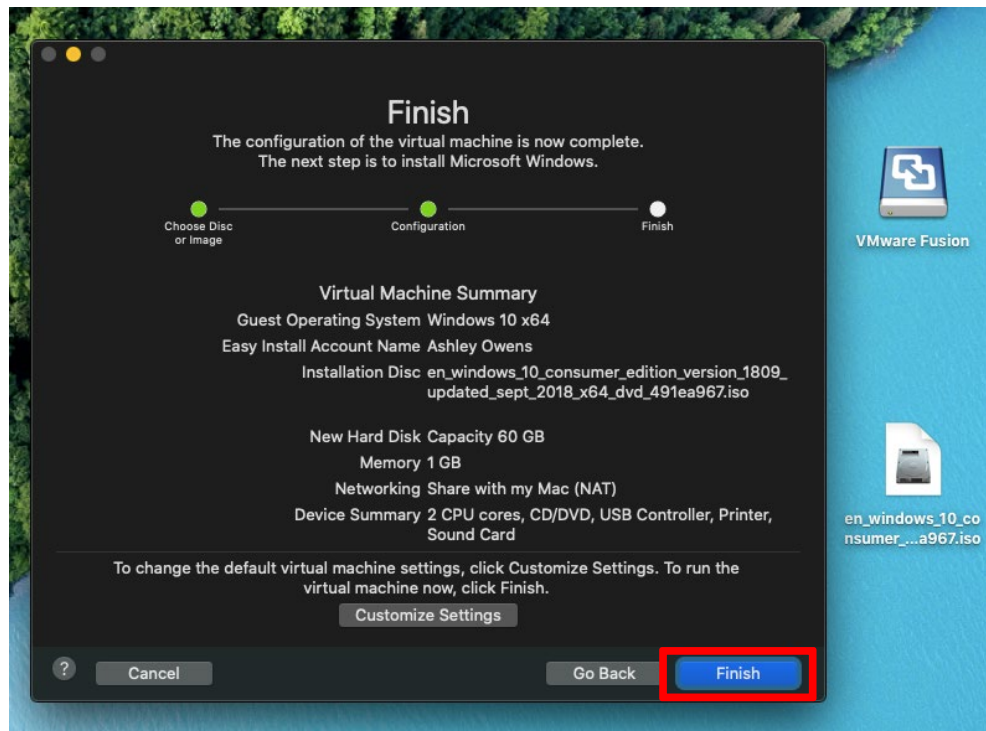 Finish
The configuration of the virtual machine is now complete.
The next step is to install Microsoft Windows.
Choose Disc
or Image
Configuration
Finish
Virtual Machine Summary
Guest Operating System Windows 10 x64
Easy Install Account Name Ashley Owens
Installation Disc en_windows_10_consumer_edition_version_1809_
updated_sept_2018_x64_dvd_491ea967.iso
New Hard Disk Capacity 60 GB
Memory 1 GB
Networking Share with my Mac (NAT)
Device Summary 2 CPU cores, CD/DVD, USB Controller, Printer,
Sound Card
To change the default virtual machine settings, click Customize Settings. To run the
virtual machine now, click Finish.
Customize Settings
?
Cancel
Go Back
Finish
VMware Fusion
en_windows_10_co
nsumer_...a967.iso